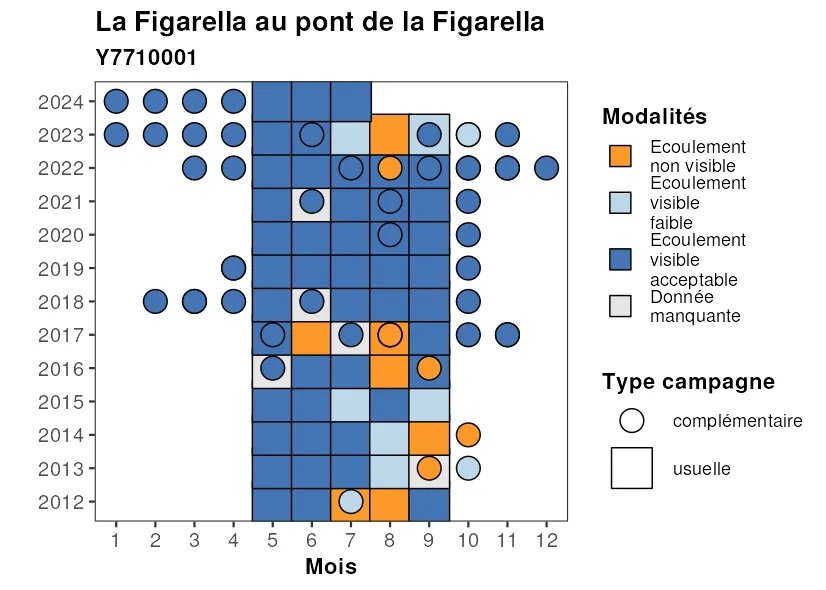 La Figarella au pont de la Figarella
Y7710001
2024
2023
2022
2021
2020
2019
2018
2017
2016
2015
2014
2013
2012
1 2 3 4 5 6 7 8 9 10 11 12
Mois
Modalités
Ecoulement
non visible
Ecoulement
visible
faible
Ecoulement
visible
acceptable
Donnée
manquante
Type campagne
complémentaire
usuelle